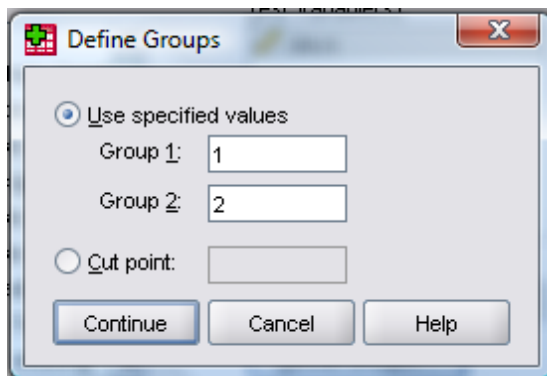 Define Groups
Use specified values
Group 1: 1
Group 2: 2
Cut point:
Continue Cancel Help